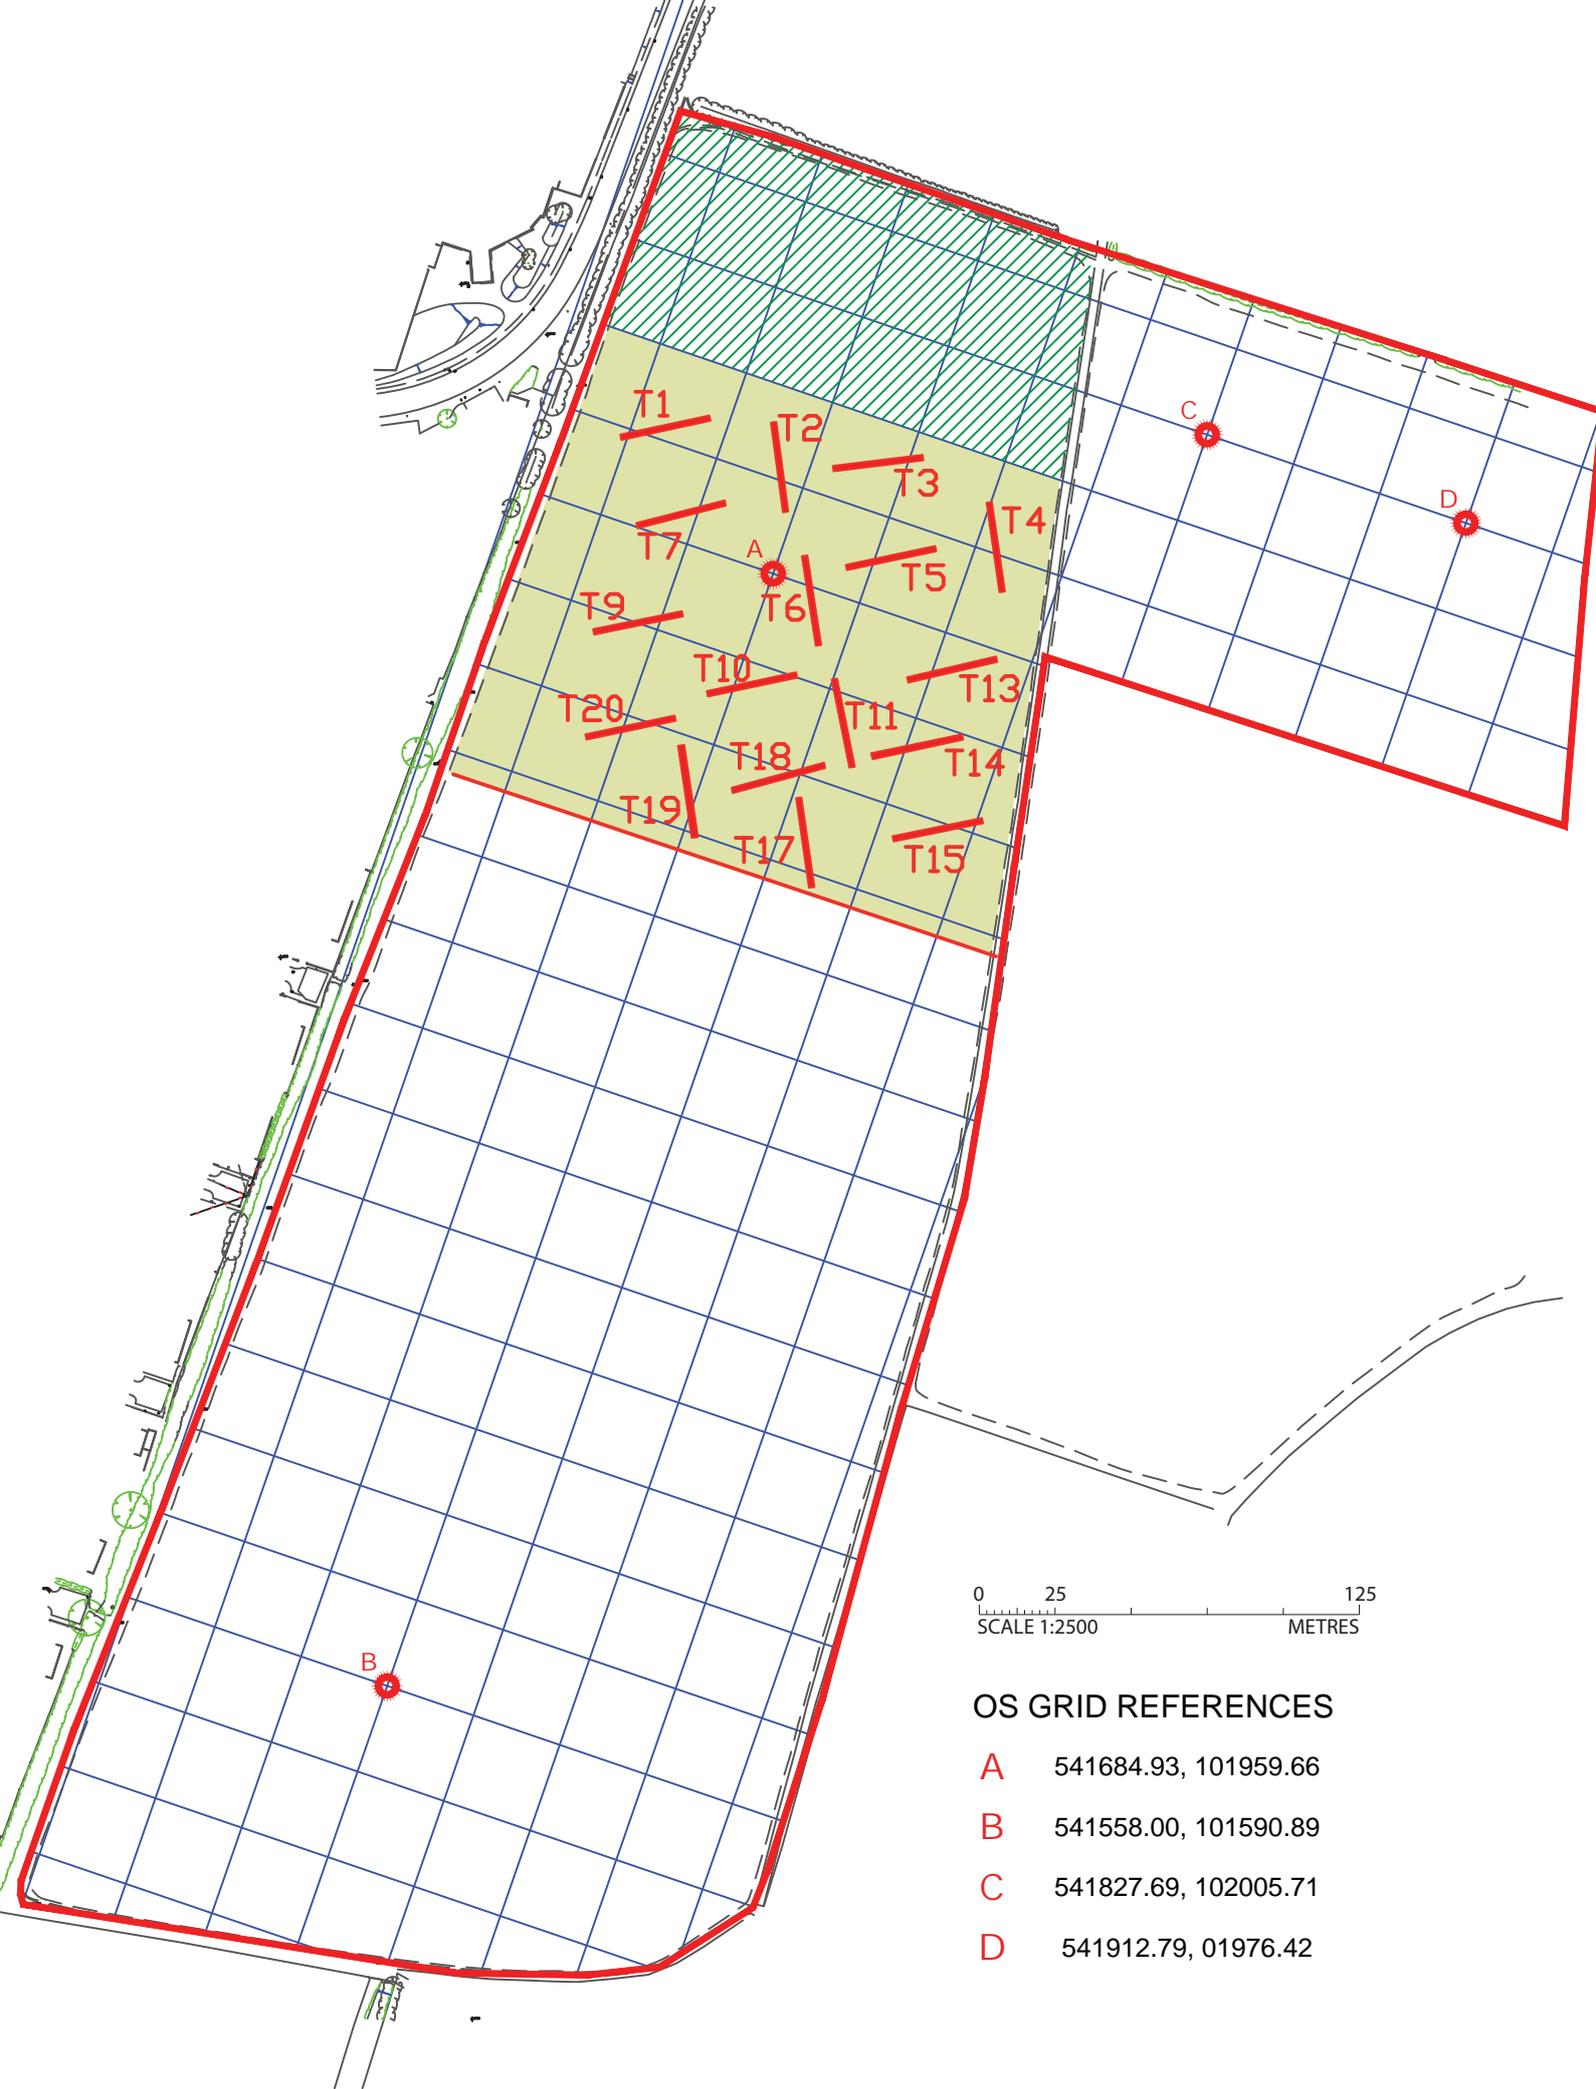 T1
T2
T3
C
T4
D
T7
A
T5
T9
T6
T10
T13
T20
T11
T18
T14
T19
T17
T15
0 25 125
SCALE 1:2500 METRES
B
OS GRID REFERENCES
A 541684.93, 101959.66
B 541558.00, 101590.89
C 541827.69, 102005.71
D 541912.79, 01976.42